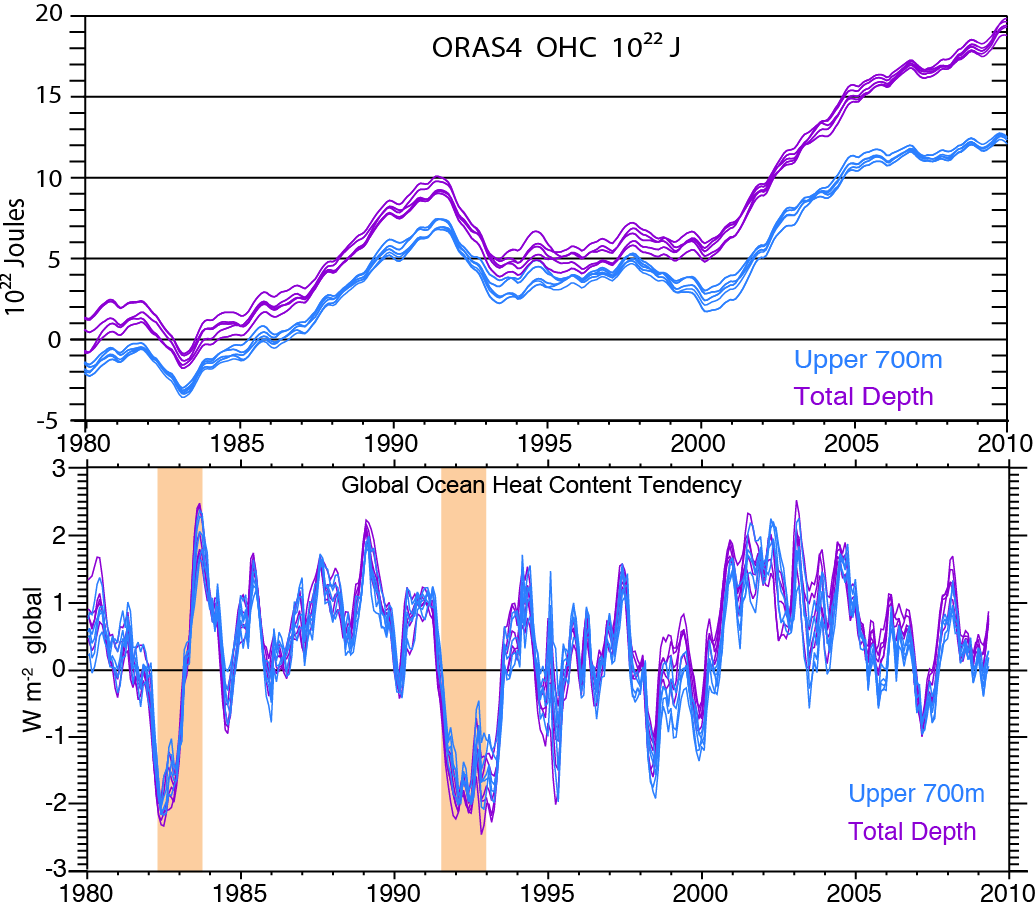 20
ORAS4 OHC 10²² J
15
10
5
0
-5
10²² Joules
Upper 700m
Total Depth
1980 1985 1990 1995 2000 2005 2010
3
Global Ocean Heat Content Tendency
2
1
0
-1
-2
-3
W m⁻² global
Upper 700m
Total Depth
1980 1985 1990 1995 2000 2005 2010